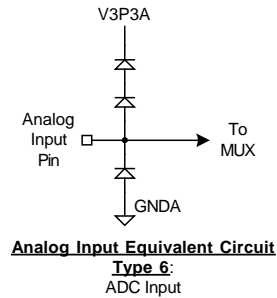 V3P3A
Analog
Input
Pin
To
MUX
GNDA
Analog Input Equivalent Circuit
Type 6:
ADC Input